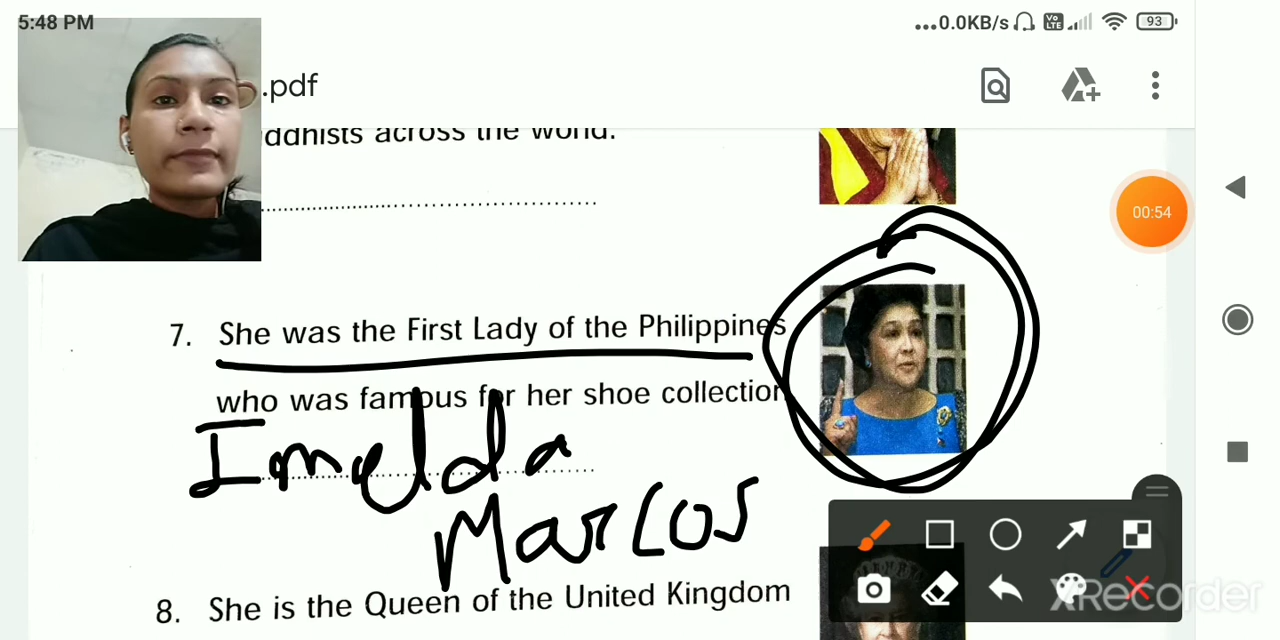 5:48 PM
...0.0KB/s Vo LTE 93
.pdf
ddhists across the world.
00:54
7. She was the First Lady of the Philippines
who was famous for her shoe collection
Imelda
Marcos
8. She is the Queen of the United Kingdom
XRecorder